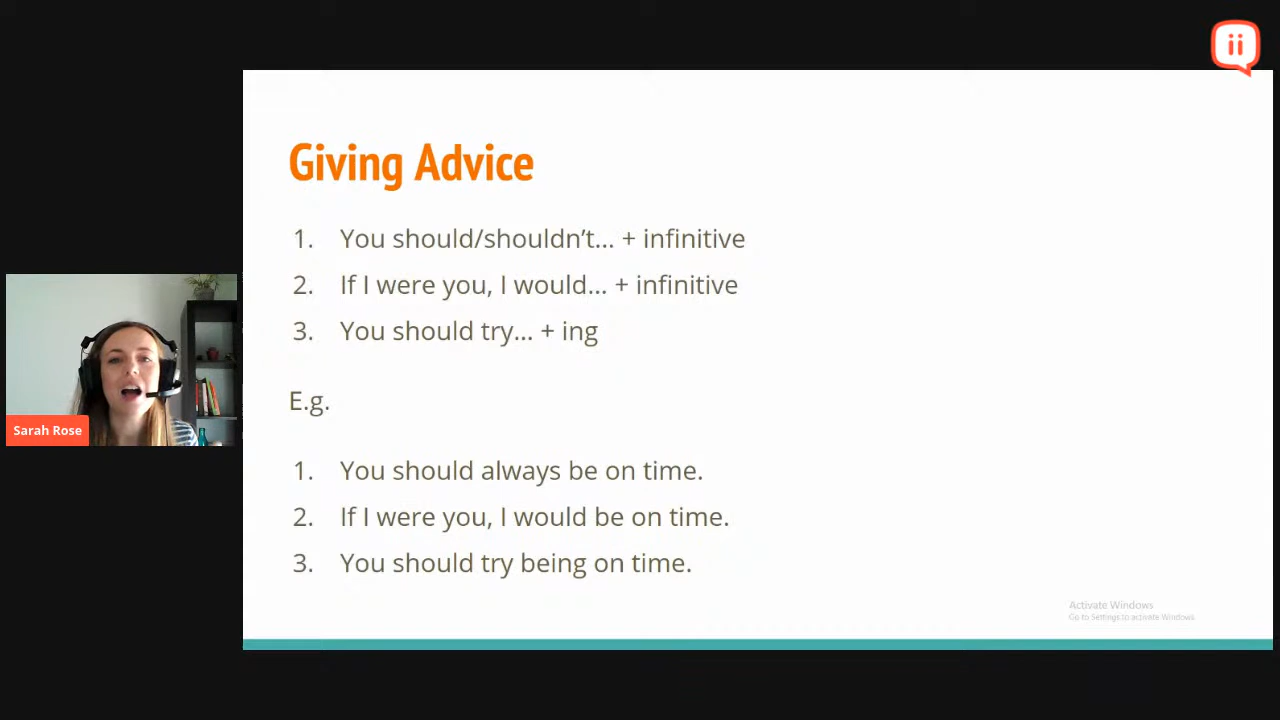 Giving Advice
1. You should/shouldn't... + infinitive
2. If I were you, I would... + infinitive
3. You should try... + ing
E.g.
Sarah Rose
1. You should always be on time.
2. If I were you, I would be on time.
3. You should try being on time.
Activate Windows
Go to Settings to activate Windows.